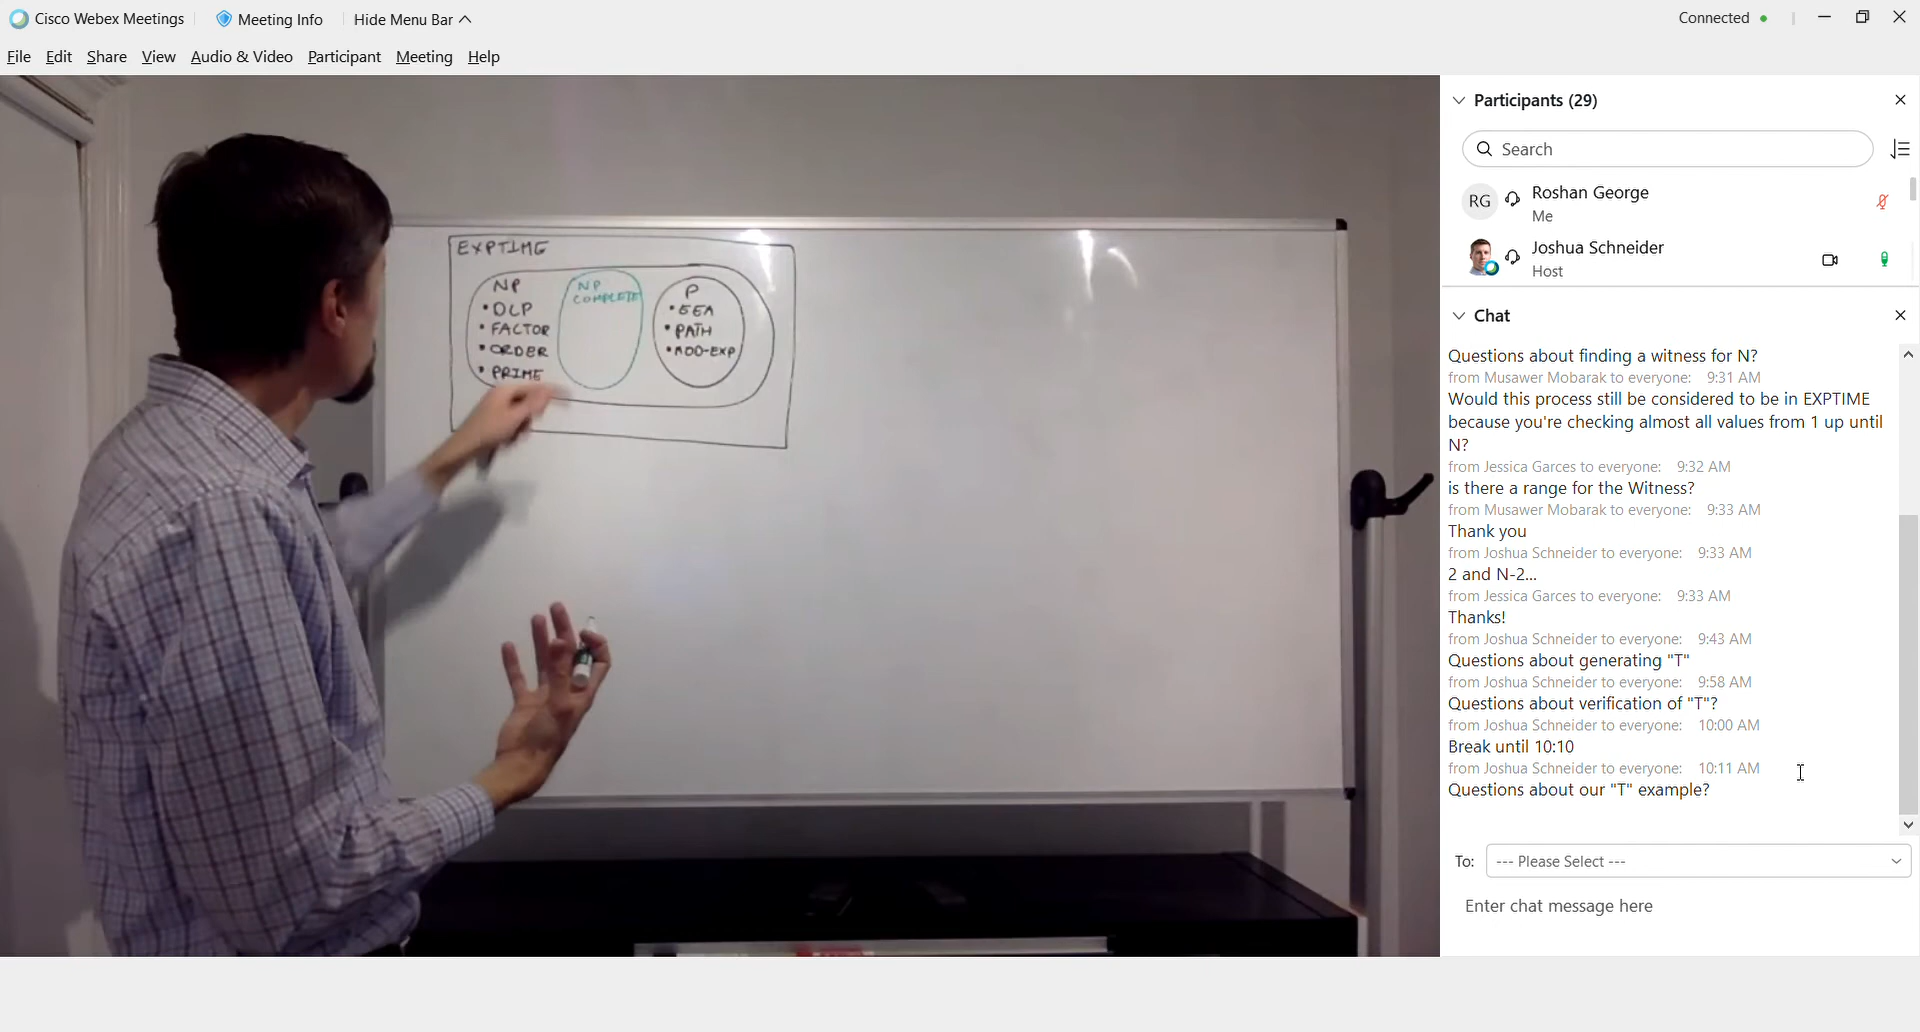 Cisco Webex Meetings
Meeting Info
Hide Menu Bar
Connected
File Edit Share View Audio & Video Participant Meeting Help
EXPTIME
NP
• DLP
• FACTOR
• ORDER
• PRIME
NP
COMPLETE
P
• EEA
• PATH
• MOD-EXP
Participants (29)
Search
RG
Roshan George
Me
Joshua Schneider
Host
Chat
Questions about finding a witness for N?
from Musawer Mobarak to everyone: 9:31 AM
Would this process still be considered to be in EXPTIME
because you're checking almost all values from 1 up until
N?
from Jessica Garces to everyone: 9:32 AM
is there a range for the Witness?
from Musawer Mobarak to everyone: 9:33 AM
Thank you
from Joshua Schneider to everyone: 9:33 AM
2 and N-2...
from Jessica Garces to everyone: 9:33 AM
Thanks!
from Joshua Schneider to everyone: 9:43 AM
Questions about generating "T"
from Joshua Schneider to everyone: 9:58 AM
Questions about verification of "T"?
from Joshua Schneider to everyone: 10:00 AM
Break until 10:10
from Joshua Schneider to everyone: 10:11 AM
Questions about our "T" example?
To: --- Please Select ---
Enter chat message here